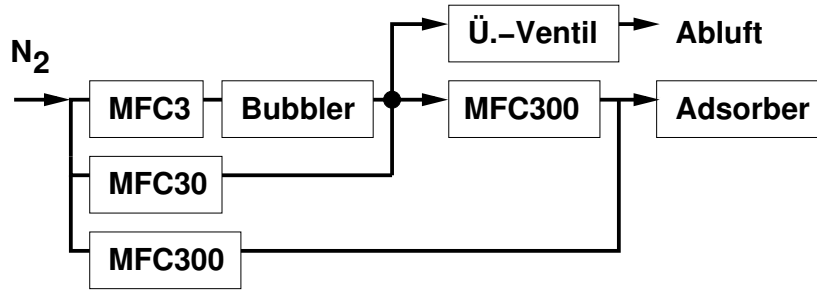 Ü.−Ventil
Abluft
N2
MFC3
Bubbler
MFC300
Adsorber
MFC30
MFC300